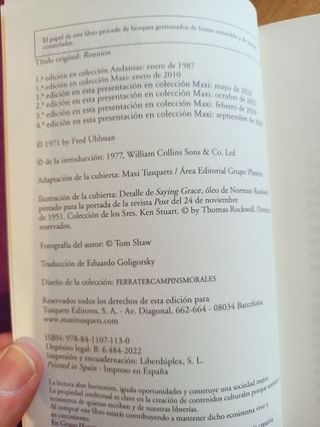 El papel de este libro procede de bosques gestionados de forma sostenible y de fuentes
controladas.
Título original: Reunion
1.ª edición en colección Andanzas: enero de 1987
1.ª edición en colección Maxi: enero de 2010
1.ª edición en esta presentación en colección Maxi: mayo de
2.ª edición en esta presentación en colección Maxi: octubre de
3.ª edición en esta presentación en colección Maxi: febrero de
4.ª edición en esta presentación en colección Maxi: septiembre de
© 1971 by Fred Uhlman
© de la introducción: 1977, William Collins Sons & Co. Ltd
Adaptación de la cubierta: Maxi Tusquets / Área Editorial Grupo Planeta
Ilustración de la cubierta: Detalle de Saying Grace, óleo de Norman Rockwell
pintado para la portada de la revista Post del 24 de noviembre
de 1951. Colección de los Sres. Ken Stuart. © by Thomas Rockwell. Derechos
reservados.
Fotografía del autor: © Tom Shaw
Traducción de Eduardo Goligorsky
Diseño de la colección: FERRATERCAMPINSMORALES
Reservados todos los derechos de esta edición para
Tusquets Editores, S. A. - Av. Diagonal, 662-664 - 08034 Barcelona
www.maxitusquets.com
ISBN: 978-84-1107-113-0
Depósito legal: B. 6.484-2022
Impresión y encuadernación: Liberdúplex, S. L.
Printed in Spain - Impreso en España
La lectura abre horizontes, iguala oportunidades y construye una sociedad mejor.
La propiedad intelectual es clave en la creación de contenidos culturales porque sostiene el
ecosistema de quienes escriben y de nuestras librerías.
Al comprar este libro estarás contribuyendo a mantener dicho ecosistema vivo y
en crecimiento.